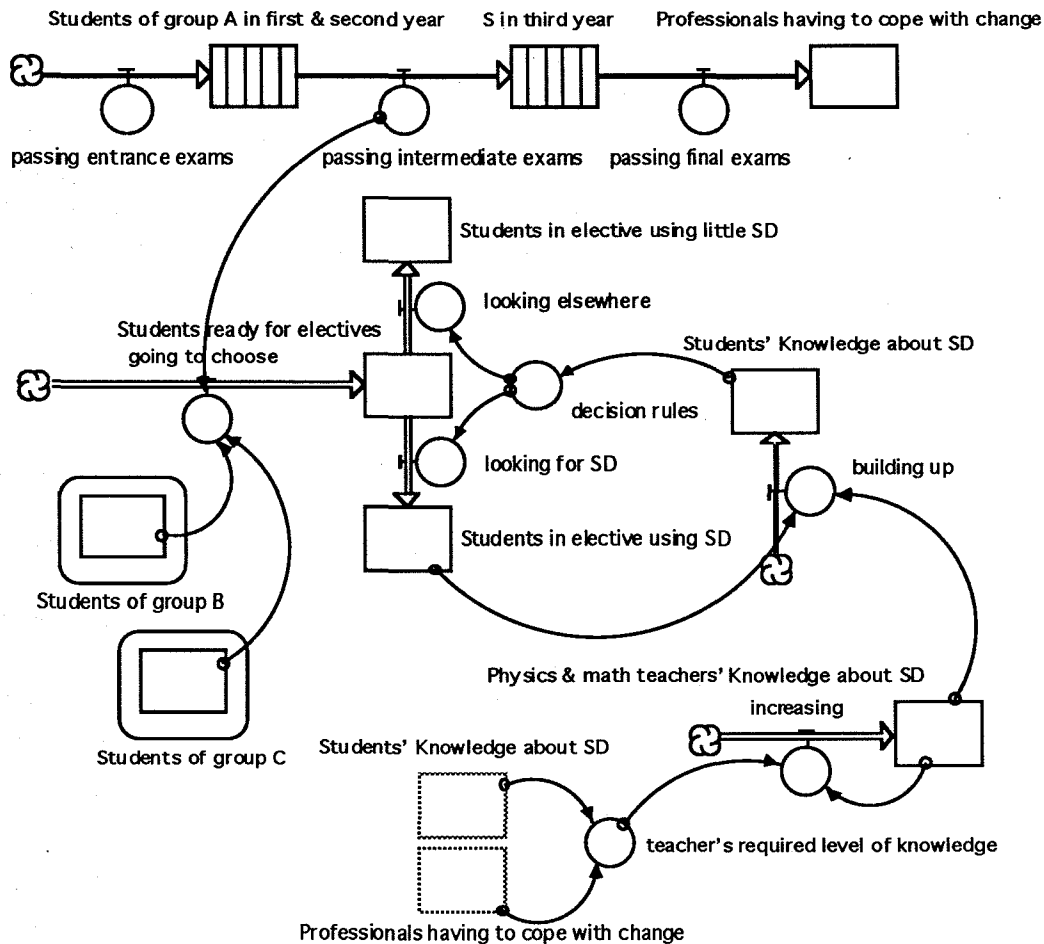 Students of group A in first & second year
S in third year
Professionals having to cope with change
passing entrance exams
passing intermediate exams
passing final exams
Students in elective using little SD
looking elsewhere
Students ready for electives
going to choose
Students' Knowledge about SD
decision rules
looking for SD
building up
Students in elective using SD
Students of group B
Students of group C
Physics & math teachers' Knowledge about SD
increasing
Students' Knowledge about SD
teacher's required level of knowledge
Professionals having to cope with change